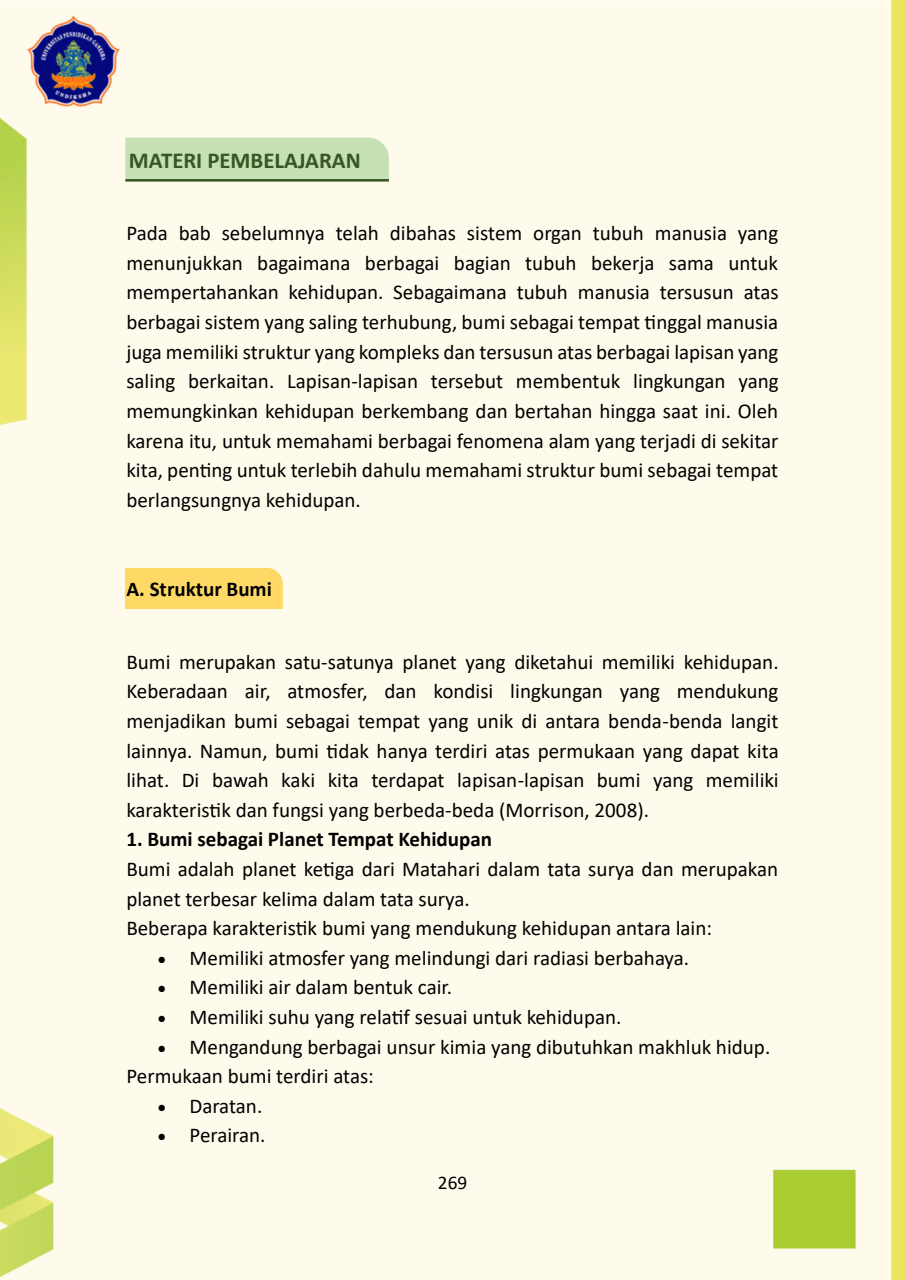 UNIVERSITAS PENDIDIKAN GANESHA
UNDIKSHA
MATERI PEMBELAJARAN
Pada bab sebelumnya telah dibahas sistem organ tubuh manusia yang
menunjukkan bagaimana berbagai bagian tubuh bekerja sama untuk
mempertahankan kehidupan. Sebagaimana tubuh manusia tersusun atas
berbagai sistem yang saling terhubung, bumi sebagai tempat tinggal manusia
juga memiliki struktur yang kompleks dan tersusun atas berbagai lapisan yang
saling berkaitan. Lapisan-lapisan tersebut membentuk lingkungan yang
memungkinkan kehidupan berkembang dan bertahan hingga saat ini. Oleh
karena itu, untuk memahami berbagai fenomena alam yang terjadi di sekitar
kita, penting untuk terlebih dahulu memahami struktur bumi sebagai tempat
berlangsungnya kehidupan.
A. Struktur Bumi
Bumi merupakan satu-satunya planet yang diketahui memiliki kehidupan.
Keberadaan air, atmosfer, dan kondisi lingkungan yang mendukung
menjadikan bumi sebagai tempat yang unik di antara benda-benda langit
lainnya. Namun, bumi tidak hanya terdiri atas permukaan yang dapat kita
lihat. Di bawah kaki kita terdapat lapisan-lapisan bumi yang memiliki
karakteristik dan fungsi yang berbeda-beda (Morrison, 2008).
1. Bumi sebagai Planet Tempat Kehidupan
Bumi adalah planet ketiga dari Matahari dalam tata surya dan merupakan
planet terbesar kelima dalam tata surya.
Beberapa karakteristik bumi yang mendukung kehidupan antara lain:
• Memiliki atmosfer yang melindungi dari radiasi berbahaya.
• Memiliki air dalam bentuk cair.
• Memiliki suhu yang relatif sesuai untuk kehidupan.
• Mengandung berbagai unsur kimia yang dibutuhkan makhluk hidup.
Permukaan bumi terdiri atas:
• Daratan.
• Perairan.
269